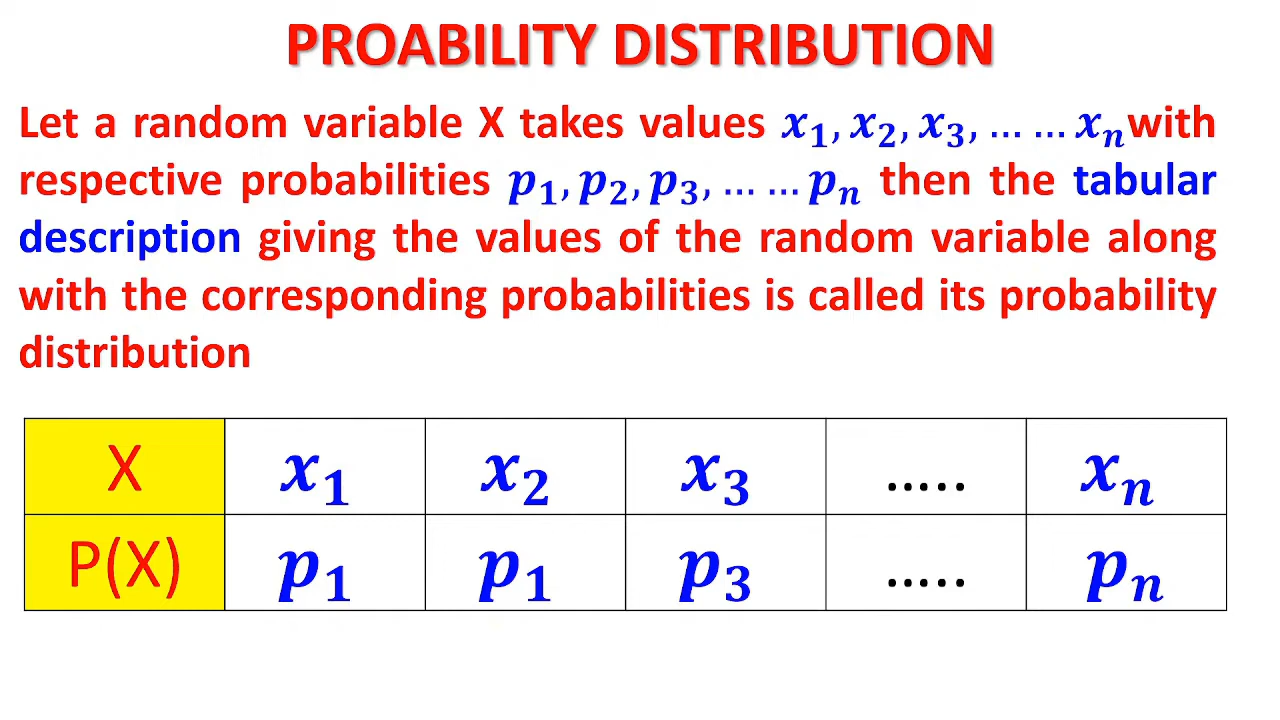 PROABILITY DISTRIBUTION
Let a random variable X takes values x₁, x₂, x₃, … … xₙwith
respective probabilities p₁, p₂, p₃, … … pₙ then the tabular
description giving the values of the random variable along
with the corresponding probabilities is called its probability
distribution
X x₁ x₂ x₃ ..... xₙ
P(X) p₁ p₁ p₃ ..... pₙ